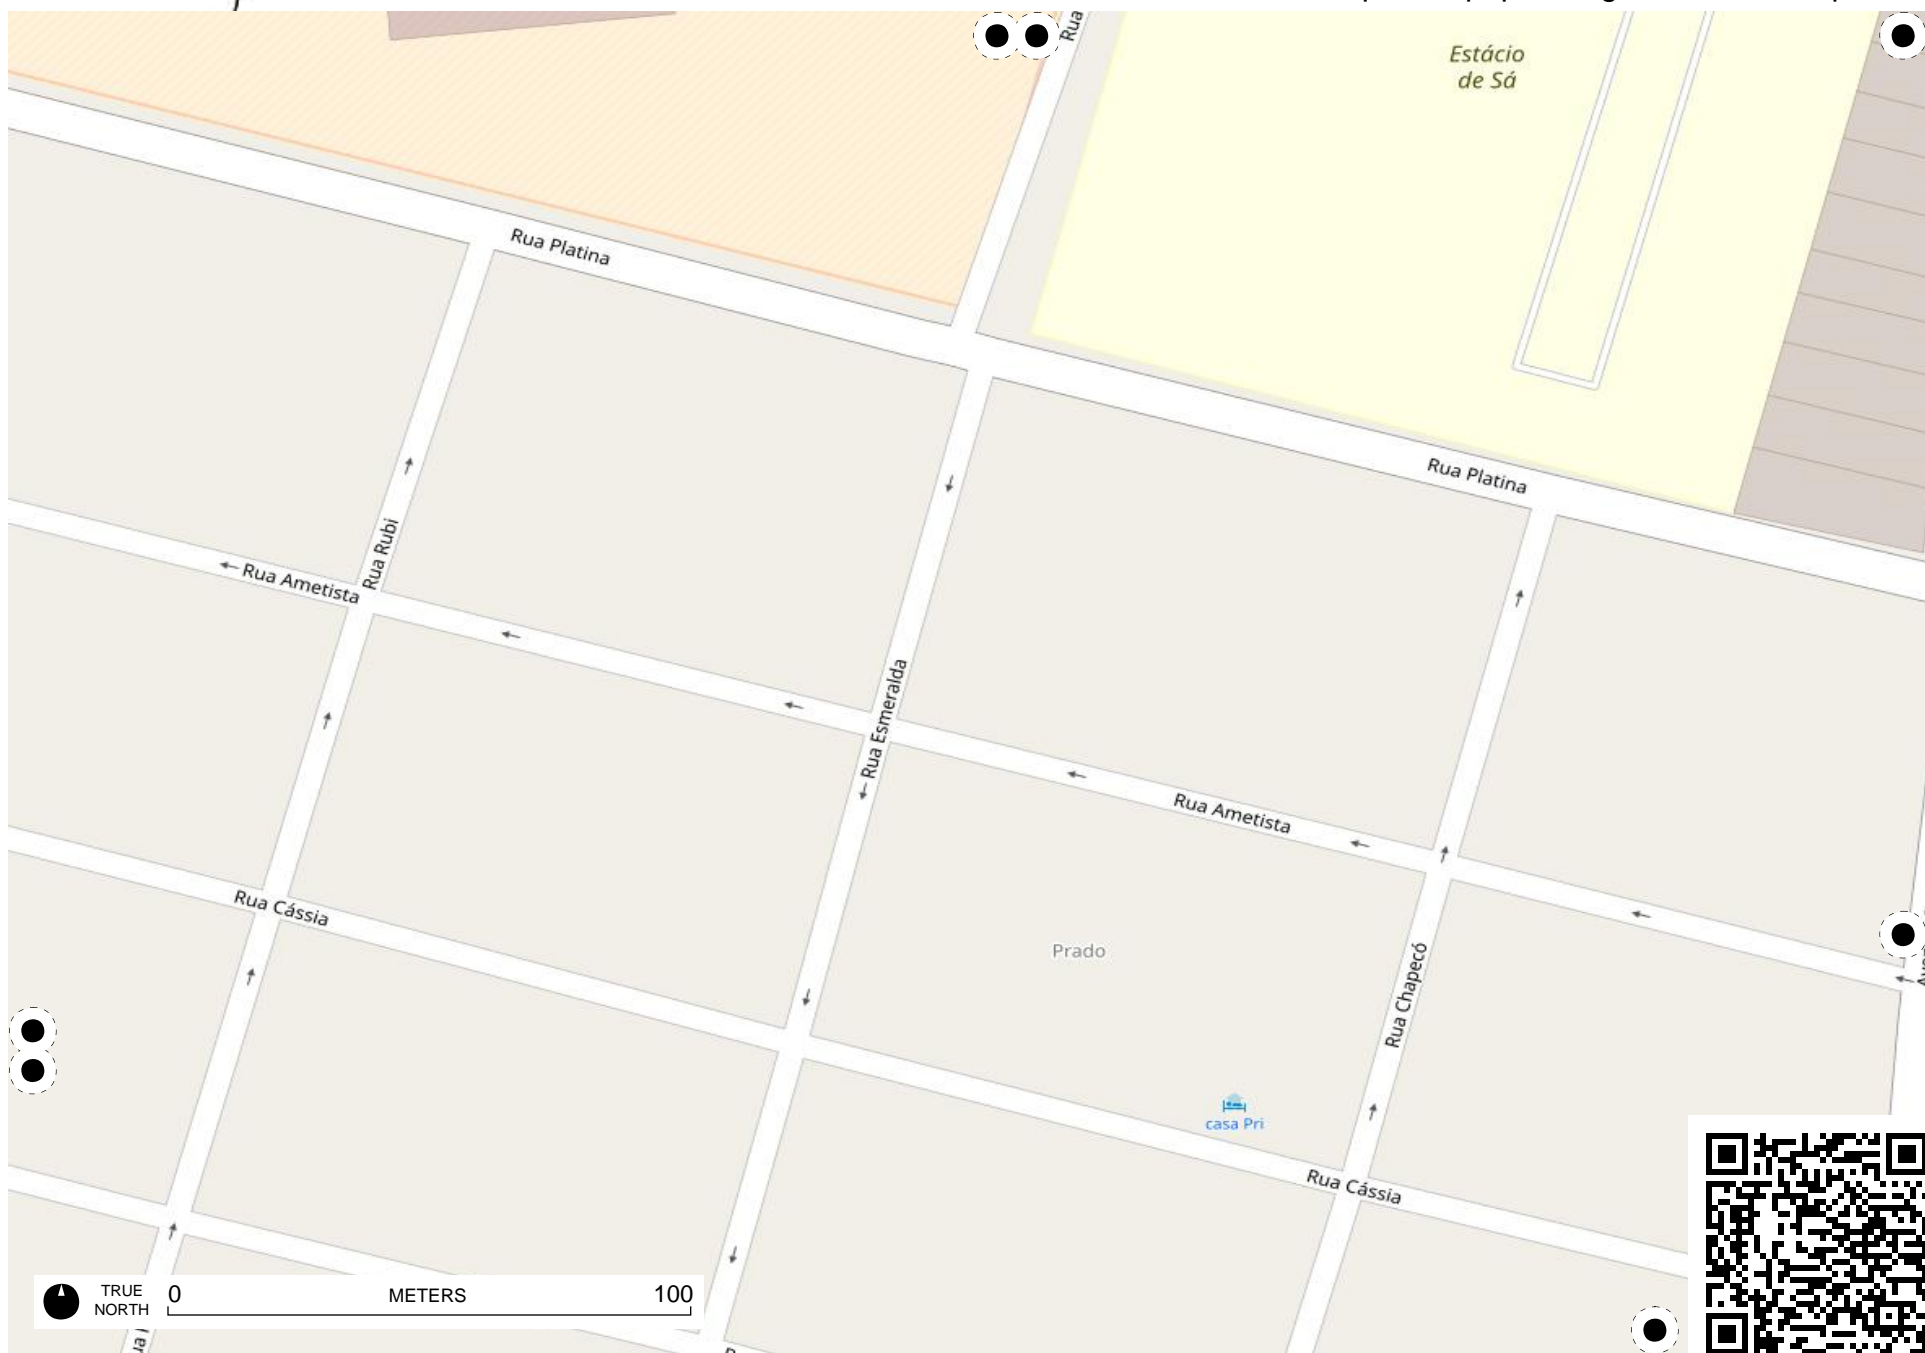 Rua
Estácio
de Sá
Rua Platina
Rua Platina
Rua Rubi
Rua Ametista
Rua Esmeralda
Rua Ametista
Rua Cássia
Prado
Rua Chapecó
casa Pri
Rua Cássia
TRUE
NORTH
0
METERS
100